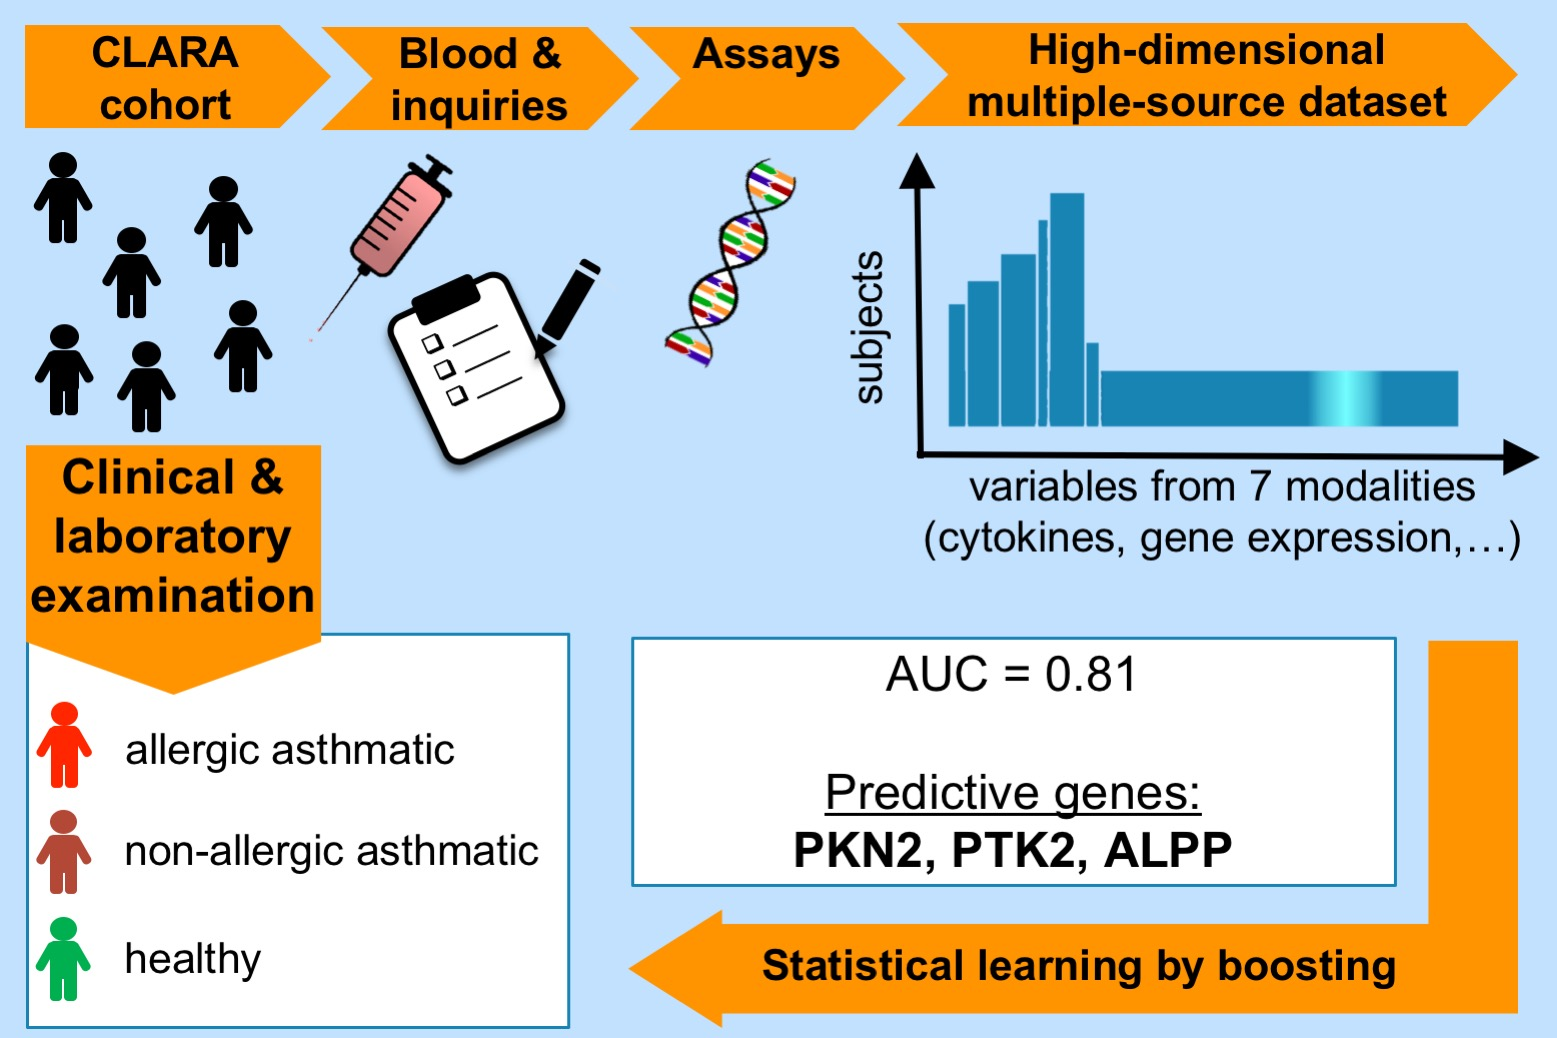 CLARA
cohort
Blood &
inquiries
Assays
High-dimensional
multiple-source dataset
subjects
variables from 7 modalities
(cytokines, gene expression,…)
Clinical &
laboratory
examination
allergic asthmatic
non-allergic asthmatic
healthy
AUC = 0.81
Predictive genes:
PKN2, PTK2, ALPP
Statistical learning by boosting